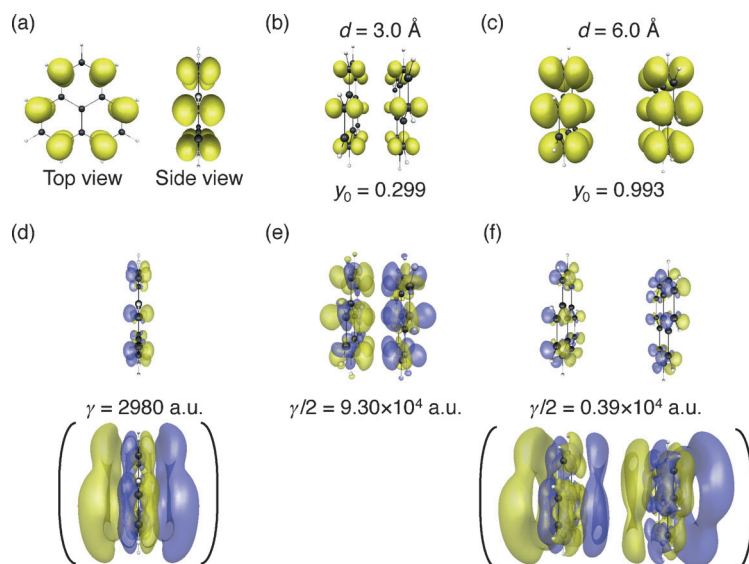 (a)
(b)
(c)
d = 3.0 Å
d = 6.0 Å
Top view
Side view
y₀ = 0.299
y₀ = 0.993
(d)
(e)
(f)
γ = 2980 a.u.
γ/2 = 9.30×10⁴ a.u.
γ/2 = 0.39×10⁴ a.u.